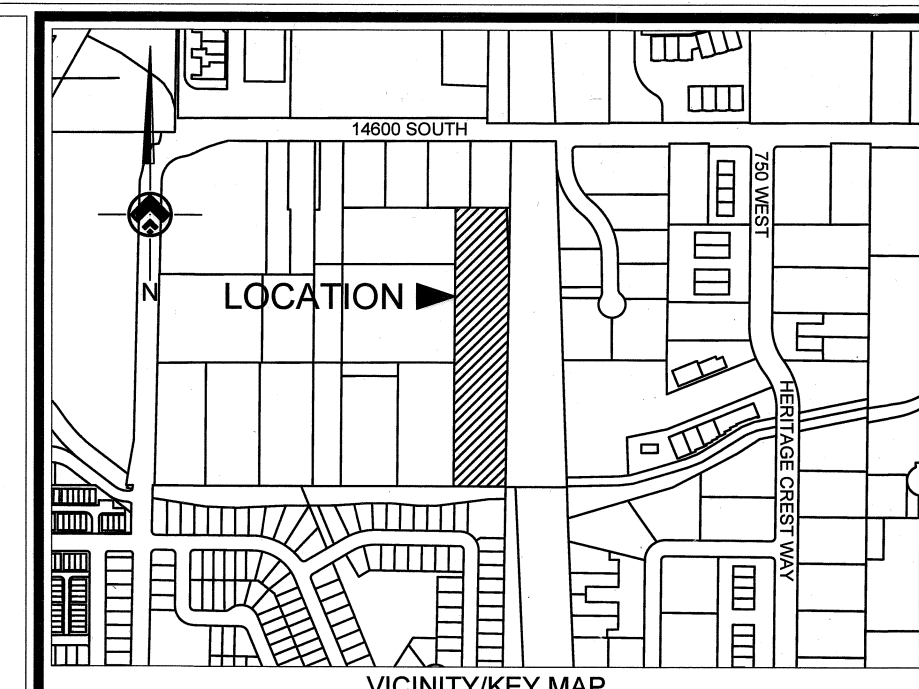 14600 SOUTH
750 WEST
N
LOCATION
HERITAGE CREST WAY
VICINITY/KEY MAP